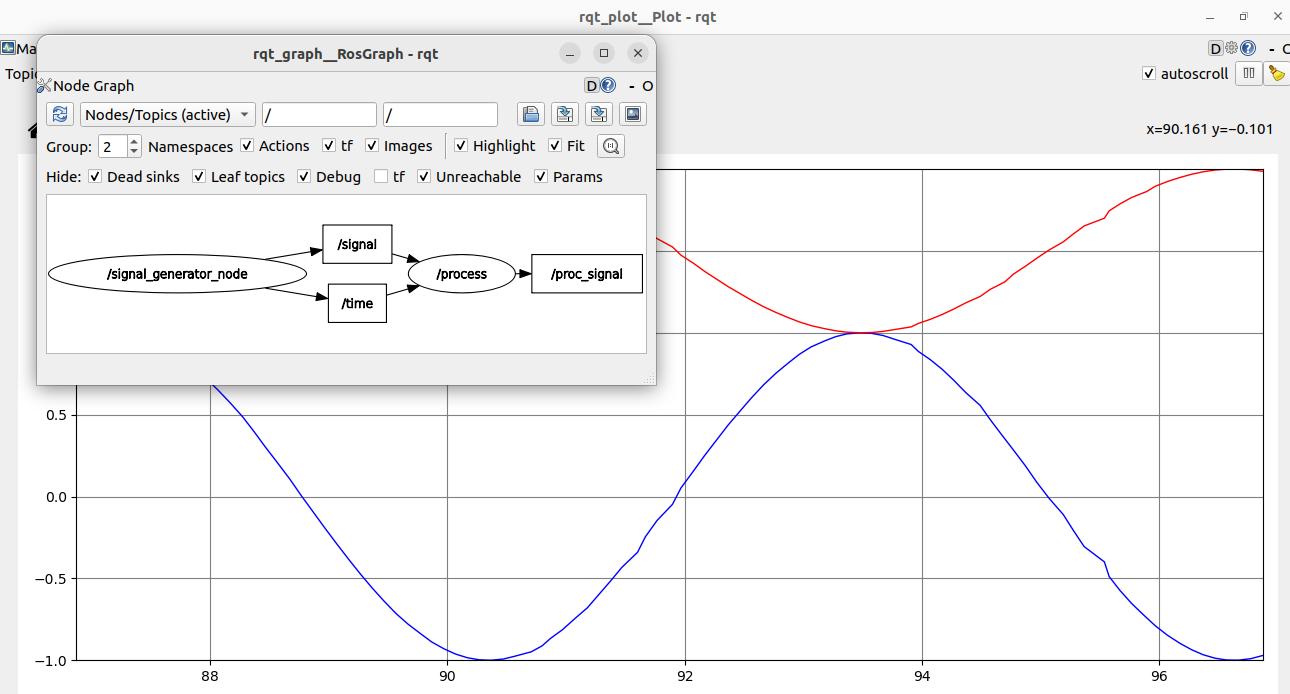 rqt_plot__Plot - rqt
Ma
rqt_graph__RosGraph - rqt
D - O
Topic
autoscroll
Node Graph
D - O
Nodes/Topics (active) / /
x=90.161 y=−0.101
Group: 2 Namespaces Actions tf Images Highlight Fit
Hide: Dead sinks Leaf topics Debug tf Unreachable Params
/signal
/signal_generator_node /process /proc_signal
/time
0.5
0.0
−0.5
−1.0
88 90 92 94 96